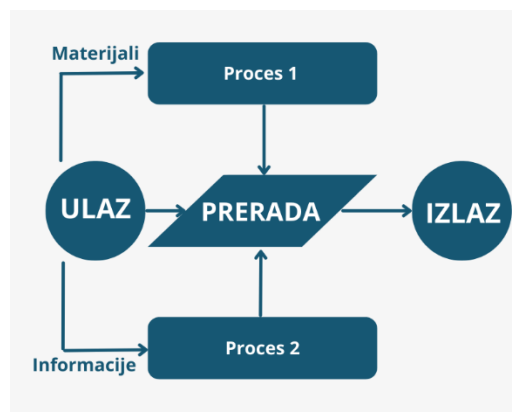 Materijali
Proces 1
ULAZ
PRERADA
IZLAZ
Proces 2
Informacije